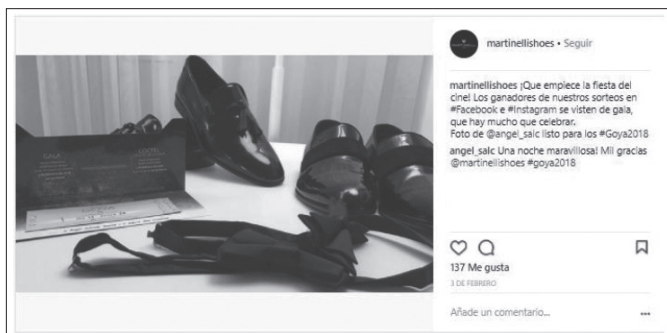 martinellishoes • Seguir
martinellishoes ¡Que empiece la fiesta del
cine! Los ganadores de nuestros sorteos en
#Facebook e #Instagram se visten de gala,
que hay mucho que celebrar.
Foto de @angel_salc listo para los #Goya2018
angel_salc Una noche maravillosa! Mil gracias
@martinellishoes #goya2018
137 Me gusta
3 DE FEBRERO
Añade un comentario...
GALA